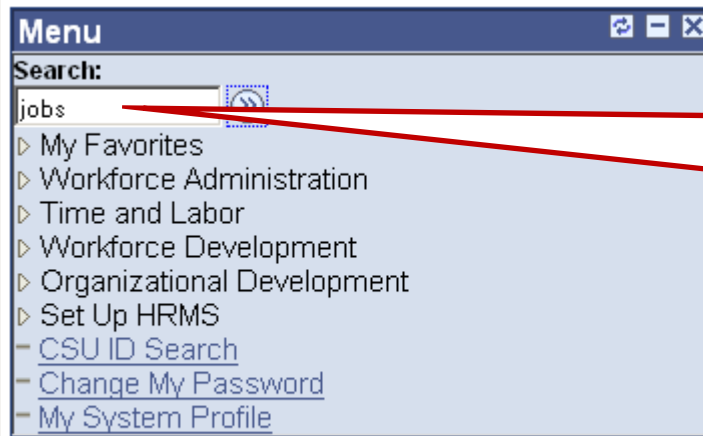 Menu
Search:
jobs
My Favorites
Workforce Administration
Time and Labor
Workforce Development
Organizational Development
Set Up HRMS
CSU ID Search
Change My Password
My System Profile